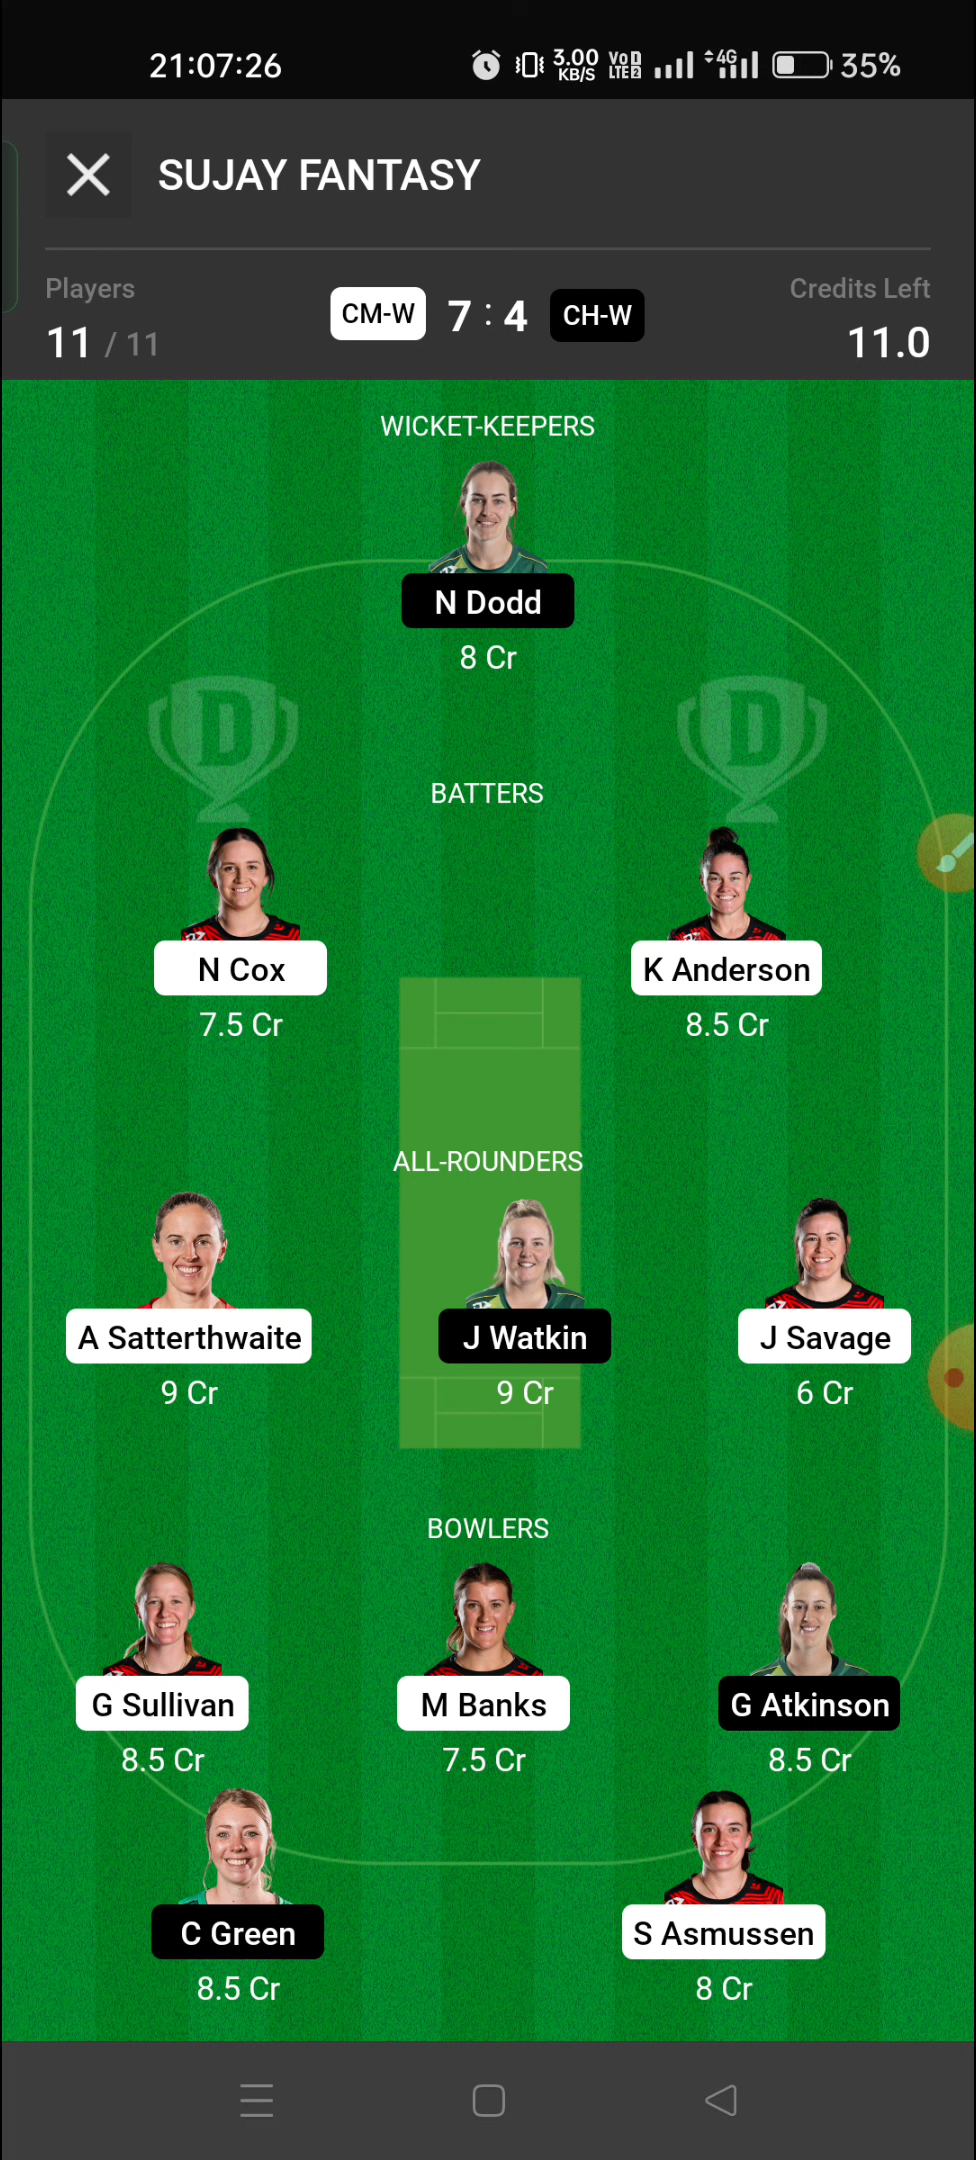 21:07:26
3.00 KB/S
VoD LTE2
4G
35%
SUJAY FANTASY
Players
Credits Left
CM-W 7 : 4 CH-W
11 / 11
11.0
WICKET-KEEPERS
N Dodd
8 Cr
D D
BATTERS
N Cox K Anderson
7.5 Cr 8.5 Cr
ALL-ROUNDERS
A Satterthwaite J Watkin J Savage
9 Cr 9 Cr 6 Cr
BOWLERS
G Sullivan M Banks G Atkinson
8.5 Cr 7.5 Cr 8.5 Cr
C Green S Asmussen
8.5 Cr 8 Cr